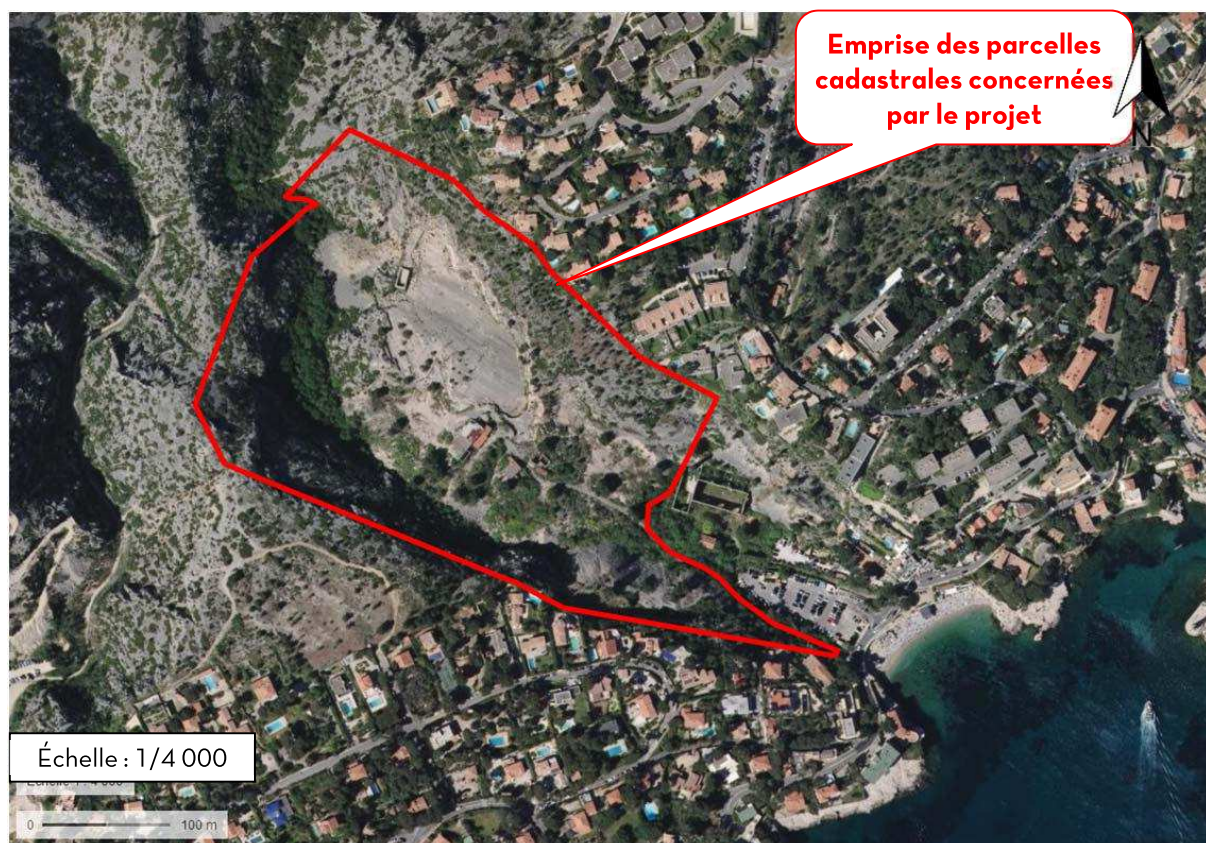 Emprise des parcelles
cadastrales concernées
par le projet
N
Échelle : 1/4 000
0 100 m